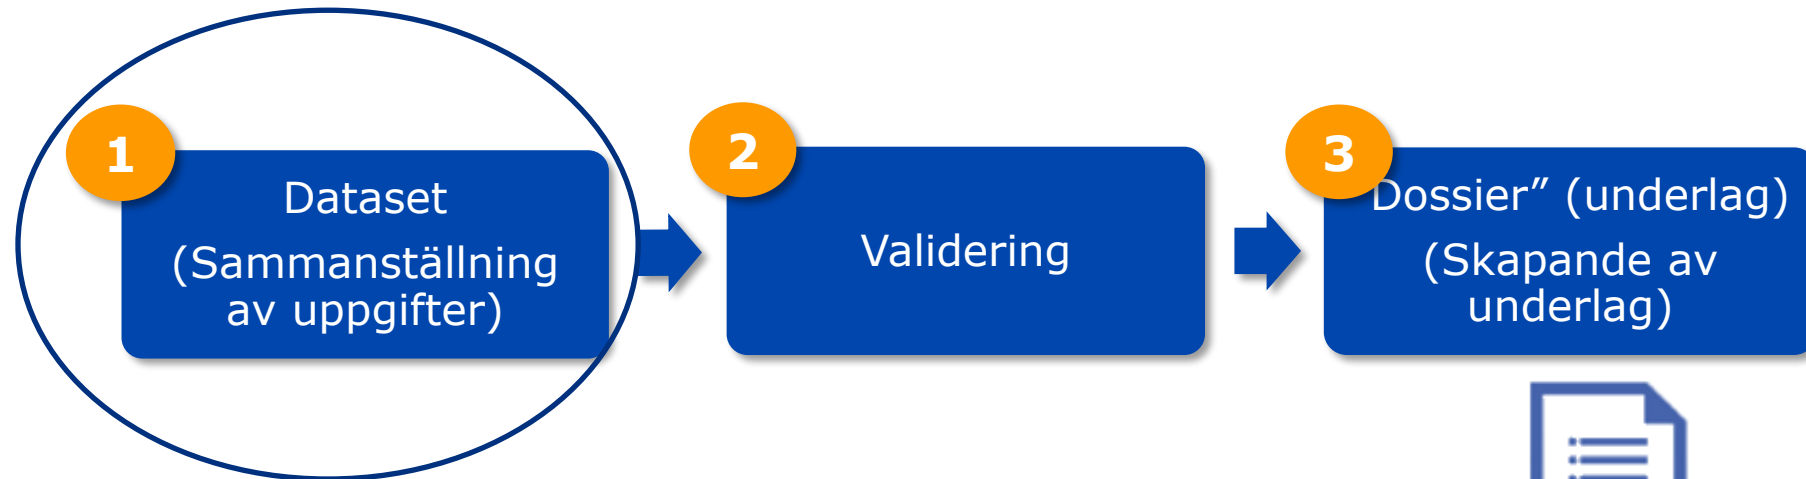 1
Dataset
(Sammanställning
av uppgifter)
2
Validering
3
Dossier” (underlag)
(Skapande av
underlag)